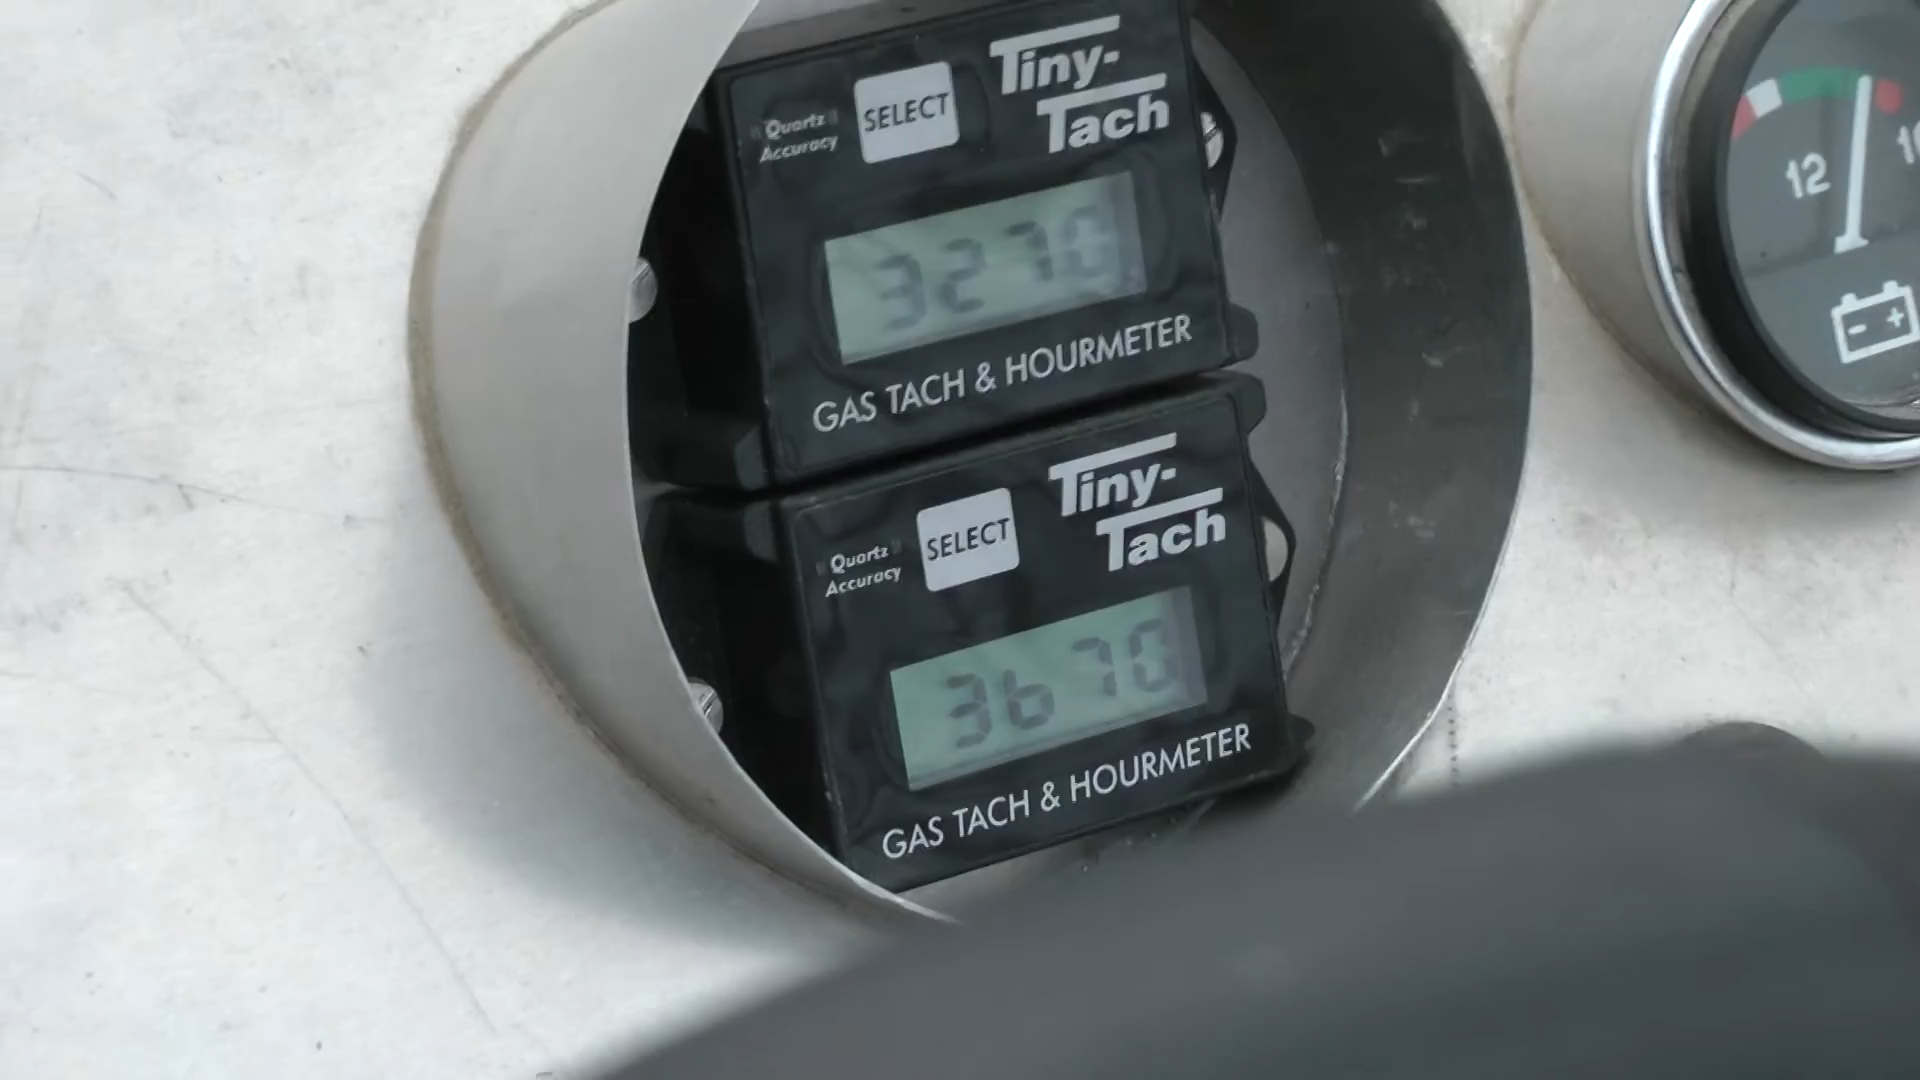 Tiny-
Quartz
SELECT
Tach
Accuracy
3270
GAS TACH & HOURMETER
Tiny-
Quartz
SELECT
Tach
Accuracy
3670
GAS TACH & HOURMETER
12
- +